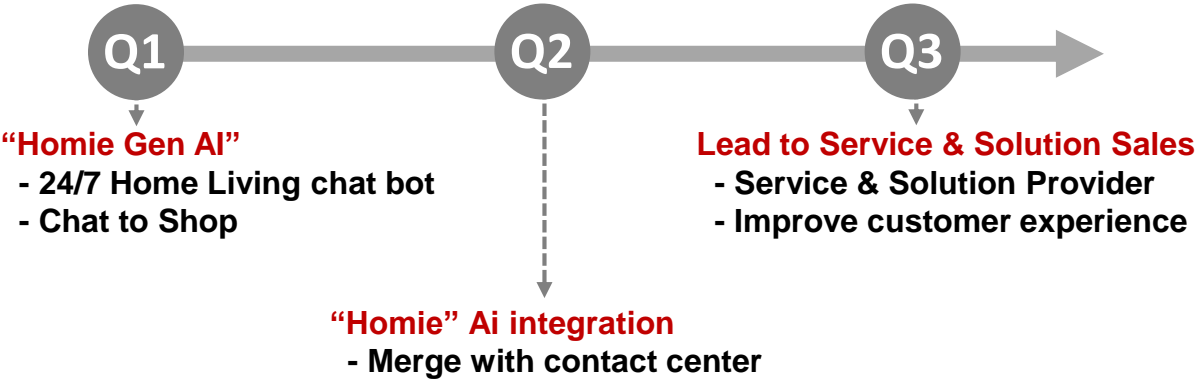 Q1
Q2
Q3
“Homie Gen AI”
- 24/7 Home Living chat bot
- Chat to Shop
“Homie” Ai integration
- Merge with contact center
Lead to Service & Solution Sales
- Service & Solution Provider
- Improve customer experience